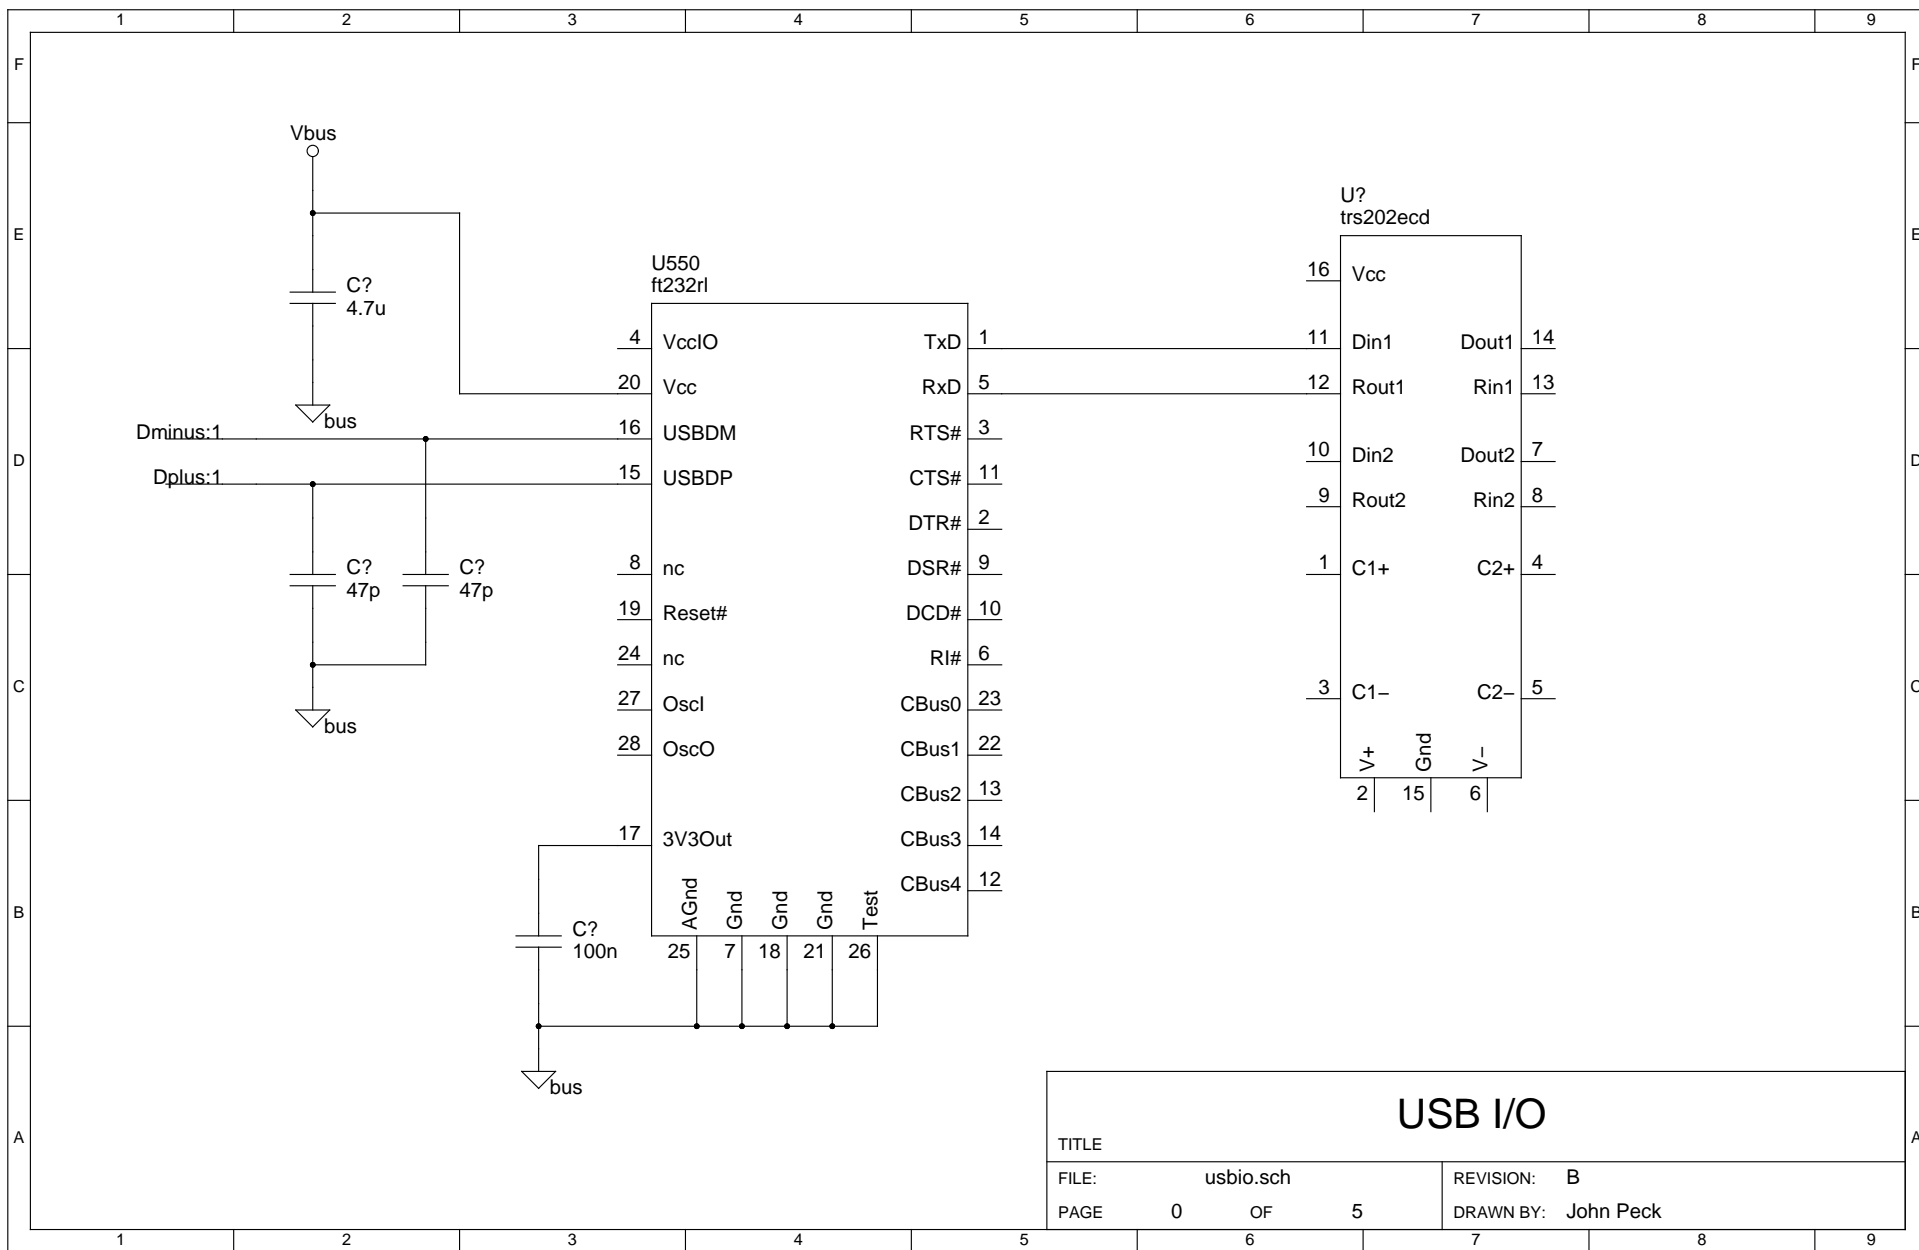 1 2 3 4 5 6 7 8 9
F F
Vbus
U?
trs202ecd
E E
U550
ft232rl
16 Vcc
C?
4.7u
4 VccIO TxD 1 11 Din1 Dout1 14
20 Vcc RxD 5 12 Rout1 Rin1 13
bus
Dminus:1 16 USBDM RTS# 3
10 Din2 Dout2 7
D D
Dplus:1 15 USBDP CTS# 11
9 Rout2 Rin2 8
DTR# 2
C? C? 8 nc DSR# 9 1 C1+ C2+ 4
47p 47p
19 Reset# DCD# 10
24 nc RI# 6
C C
3 C1− C2− 5
27 OscI CBus0 23
bus
28 OscO CBus1 22
V+ Gnd V−
2 15 6
CBus2 13
17 3V3Out CBus3 14
CBus4 12
AGnd Gnd Gnd Gnd Test
B B
C?
100n
25 7 18 21 26
bus
USB I/O
A A
TITLE
FILE: usbio.sch REVISION: B
PAGE 0 OF 5 DRAWN BY: John Peck
1 2 3 4 5 6 7 8 9